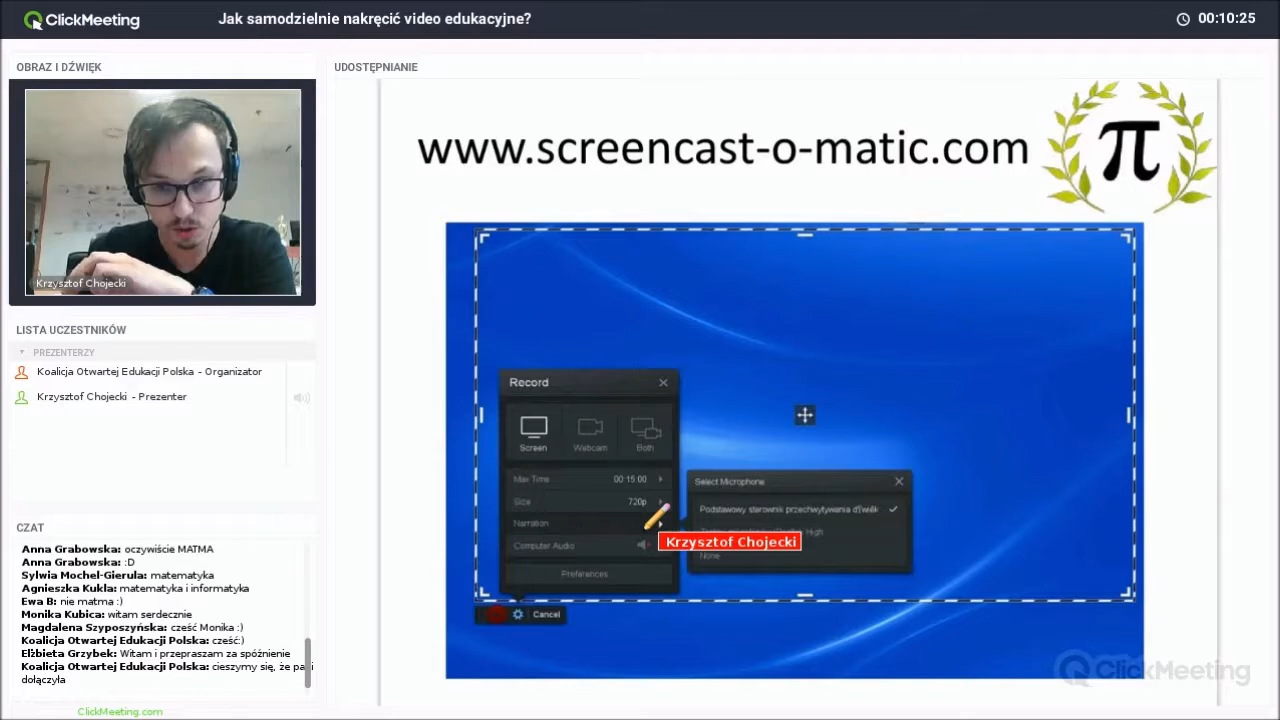 ClickMeeting
Jak samodzielnie nakręcić video edukacyjne?
00:10:25
OBRAZ I DŹWIĘK
Krzysztof Chojecki
LISTA UCZESTNIKÓW
PREZENTERZY
Koalicja Otwartej Edukacji Polska - Organizator
Krzysztof Chojecki - Prezenter
CZAT
Anna Grabowska: oczywiście MATMA
Anna Grabowska: :D
Sylwia Mochel-Gierula: matematyka
Agnieszka Kukla: matematyka i informatyka
Ewa B: nie matma :)
Monika Kubica: witam serdecznie
Magdalena Szyposzyńska: cześć Monika :)
Koalicja Otwartej Edukacji Polska: cześć:)
Elżbieta Grzybek: Witam i przepraszam za spóźnienie
Koalicja Otwartej Edukacji Polska: cieszymy się, że pani
dołączyła
ClickMeeting.com
UDOSTĘPNIANIE
www.screencast-o-matic.com
π
Record
Screen Webcam Both
Max Time 00:15:00
Size 720p
Narration
Computer Audio
Preferences
Cancel
Select Microphone
Podstawowy sterownik przechwytywania
High
None
Krzysztof Chojecki
ClickMeeting